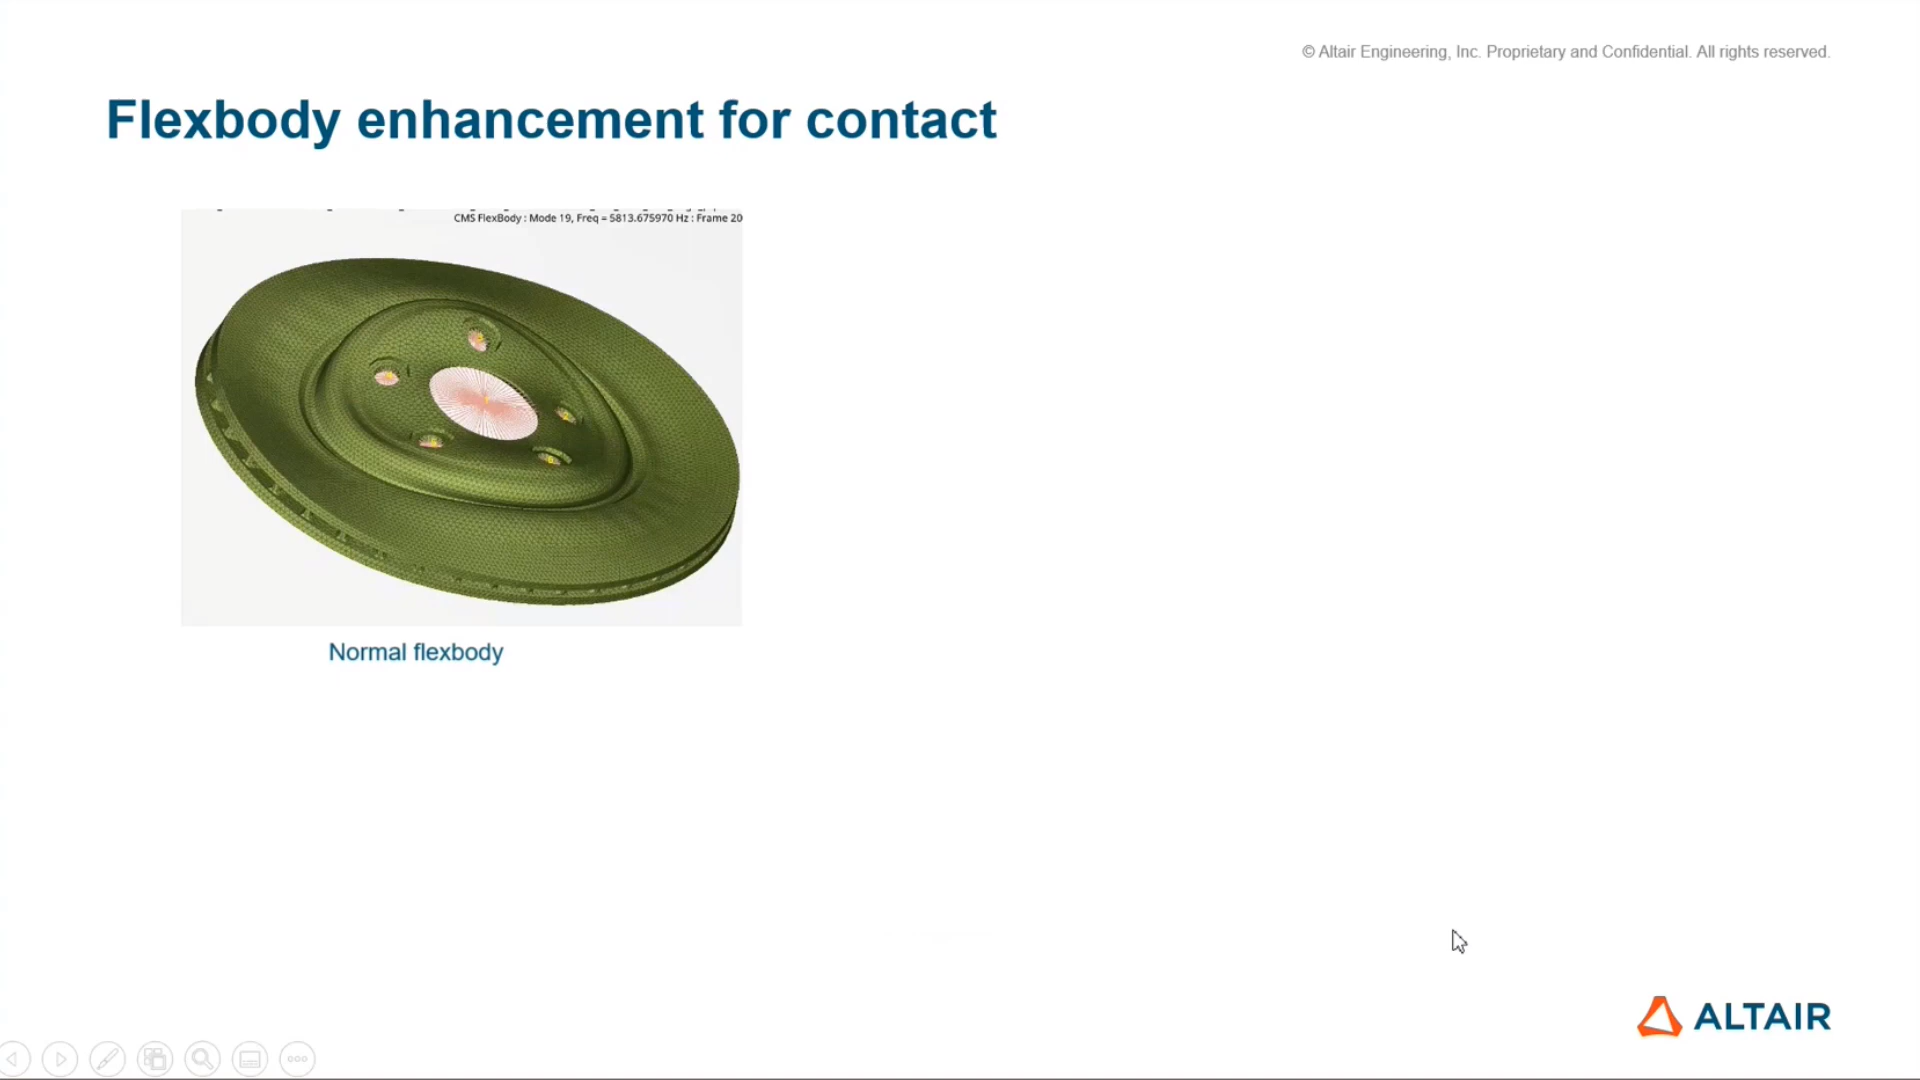 © Altair Engineering, Inc. Proprietary and Confidential. All rights reserved.
Flexbody enhancement for contact
CMS FlexBody : Mode 19, Freq = 5813.675970 Hz : Frame 20
Normal flexbody
ALTAIR